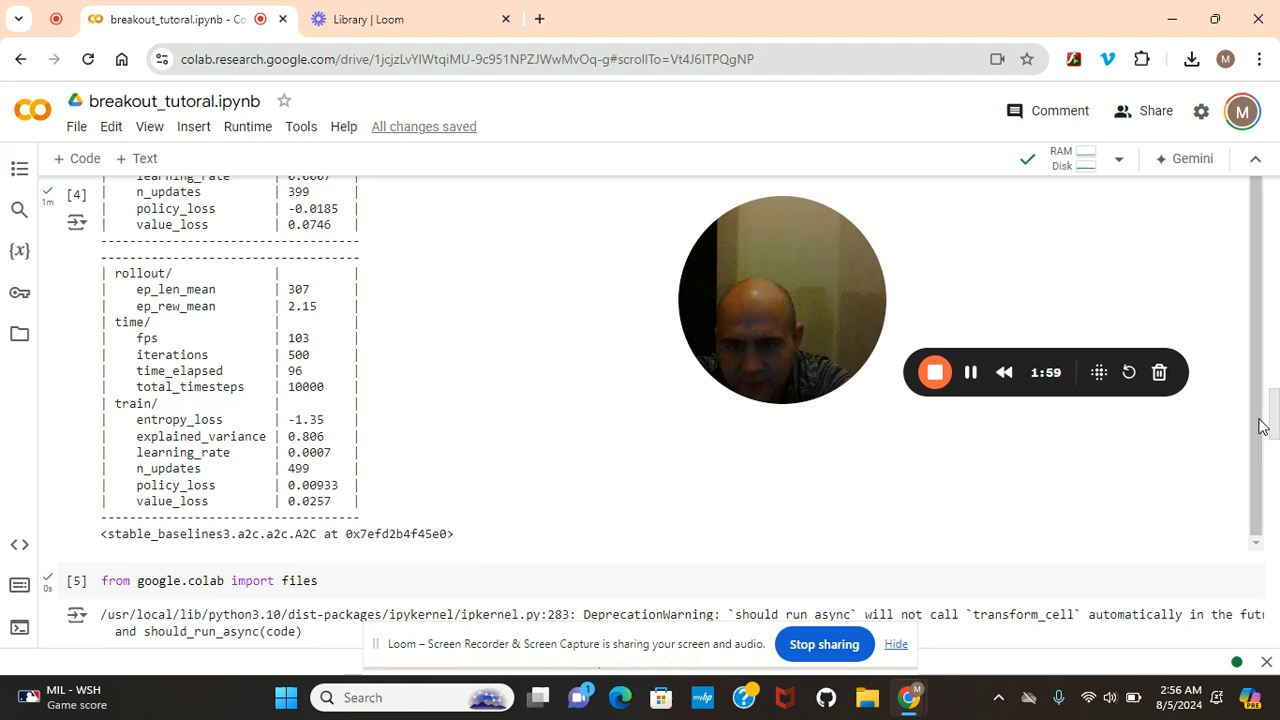 breakout_tutoral.ipynb - Co
Library | Loom
colab.research.google.com/drive/1jcjzLvYIWtqiMU-9c951NPZJWwMvOq-g#scrollTo=Vt4J6ITPQgNP
M
CO
breakout_tutoral.ipynb
Comment
Share
M
File Edit View Insert Runtime Tools Help All changes saved
+ Code + Text
RAM
Disk
Gemini
| learning_rate | 0.0007 |
1m
[4]
| n_updates | 399 |
| policy_loss | -0.0185 |
| value_loss | 0.0746 |
------------------------------------
------------------------------------
| rollout/ | |
| ep_len_mean | 307 |
| ep_rew_mean | 2.15 |
| time/ | |
| fps | 103 |
| iterations | 500 |
| time_elapsed | 96 |
| total_timesteps | 10000 |
| train/ | |
| entropy_loss | -1.35 |
| explained_variance | 0.806 |
| learning_rate | 0.0007 |
| n_updates | 499 |
| policy_loss | 0.00933 |
| value_loss | 0.0257 |
------------------------------------
<stable_baselines3.a2c.a2c.A2C at 0x7efd2b4f45e0>
1:59
0s
[5] from google.colab import files
/usr/local/lib/python3.10/dist-packages/ipykernel/ipkernel.py:283: DeprecationWarning: `should_run_async` will not call `transform_cell` automatically in the futu
and should_run_async(code)
Loom – Screen Recorder & Screen Capture is sharing your screen and audio.
Stop sharing
Hide
MIL - WSH
Game score
Search
1
M
2:56 AM
8/5/2024
PRE